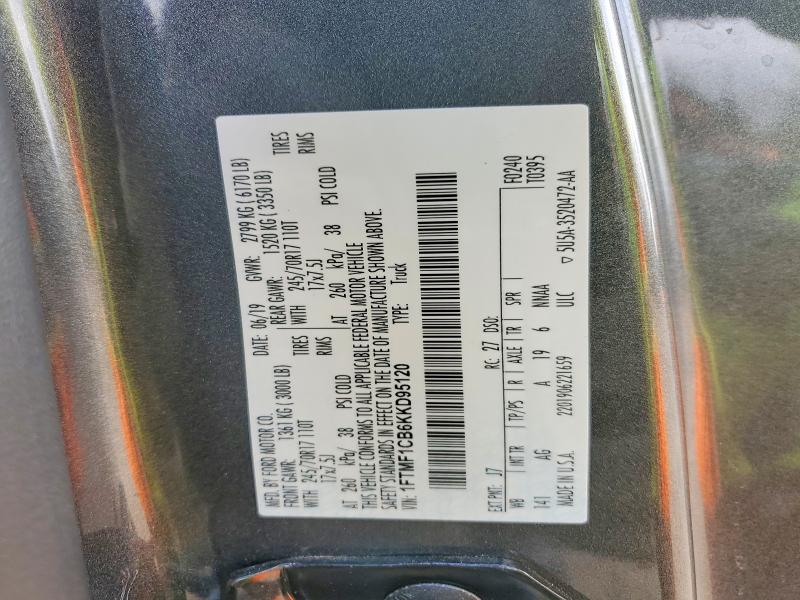 MFD. BY FORD MOTOR CO. DATE: 06/19 GVWR: 2799 KG ( 6170 LB)
FRONT GAWR: 1361 KG ( 3000 LB) REAR GAWR: 1520 KG ( 3350 LB)
WITH 245/70R17 110T TIRES WITH 245/70R17 110T TIRES
17x7.5J RIMS 17x7.5J RIMS
AT 260 kPa/ 38 PSI COLD AT 260 kPa/ 38 PSI COLD
THIS VEHICLE CONFORMS TO ALL APPLICABLE FEDERAL MOTOR VEHICLE
SAFETY STANDARDS IN EFFECT ON THE DATE OF MANUFACTURE SHOWN ABOVE.
VIN: 1FTMF1CB6KKD95120 TYPE: Truck
F0240
T0395
EXT PNT: J7 RC: 27 DSO:
WB INT TR TP/PS R AXLE TR SPR
141 AG A 19 6 NNAA
MADE IN U.S.A. 2201906221659 UIC ▽ 5U5A-3520472-AA